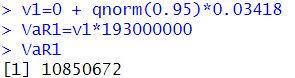 > v1=0 + qnorm(0.95)*0.03418
> VaR1=v1*193000000
> VaR1
[1] 10850672